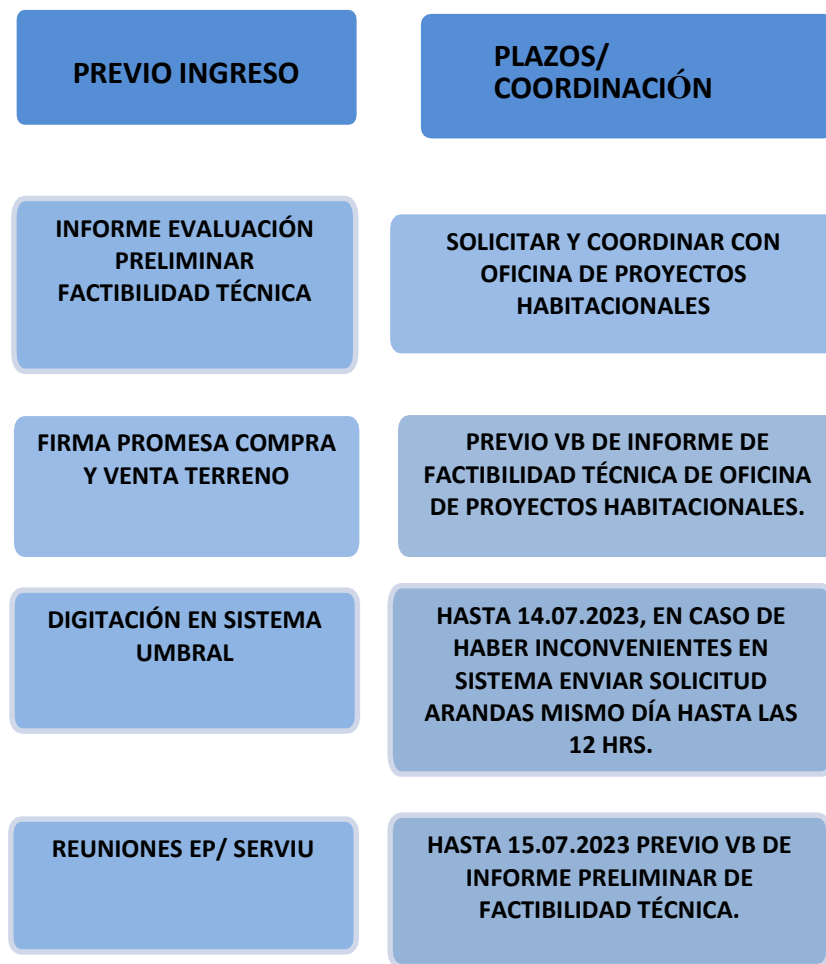 PREVIO INGRESO
PLAZOS/
COORDINACIÓN
INFORME EVALUACIÓN
PRELIMINAR
FACTIBILIDAD TÉCNICA
SOLICITAR Y COORDINAR CON
OFICINA DE PROYECTOS
HABITACIONALES
FIRMA PROMESA COMPRA
Y VENTA TERRENO
PREVIO VB DE INFORME DE
FACTIBILIDAD TÉCNICA DE OFICINA
DE PROYECTOS HABITACIONALES.
DIGITACIÓN EN SISTEMA
UMBRAL
HASTA 14.07.2023, EN CASO DE
HABER INCONVENIENTES EN
SISTEMA ENVIAR SOLICITUD
ARANDAS MISMO DÍA HASTA LAS
12 HRS.
REUNIONES EP/ SERVIU
HASTA 15.07.2023 PREVIO VB DE
INFORME PRELIMINAR DE
FACTIBILIDAD TÉCNICA.